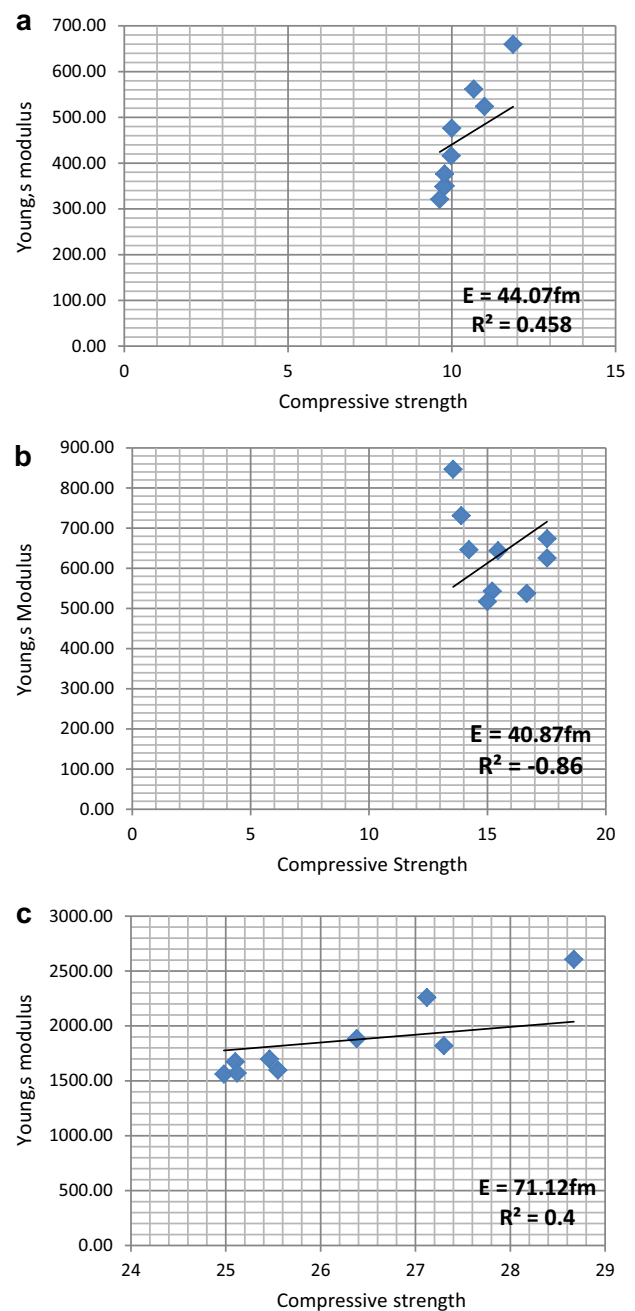 a
700.00
600.00
500.00
400.00
300.00
200.00
100.00
0.00
Young,s modulus
E = 44.07fm
R² = 0.458
0 5 10 15
Compressive strength
b
900.00
800.00
700.00
600.00
500.00
400.00
300.00
200.00
100.00
0.00
Young,s Modulus
E = 40.87fm
R² = -0.86
0 5 10 15 20
Compressive Strength
c
3000.00
2500.00
2000.00
1500.00
1000.00
500.00
0.00
Young,s modulus
E = 71.12fm
R² = 0.4
24 25 26 27 28 29
Compressive strength